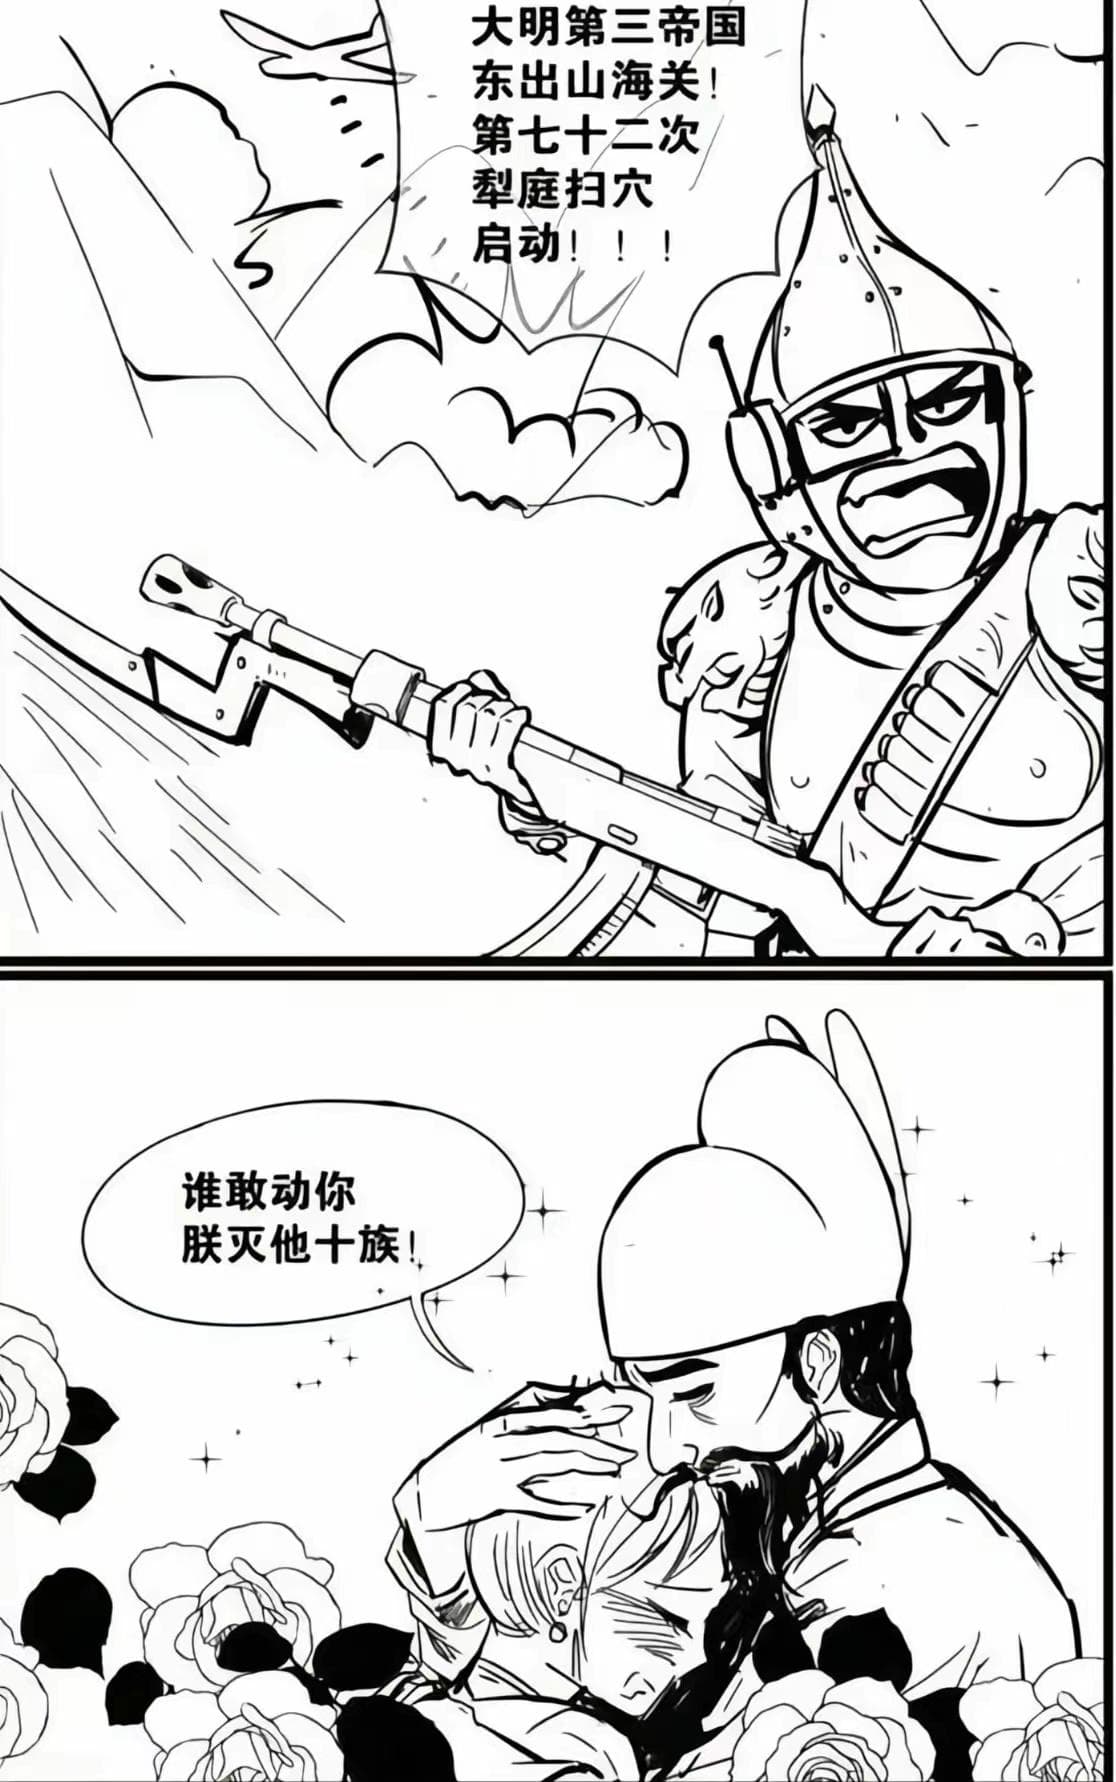 大明第三帝国
东出山海关！
第七十二次
犁庭扫穴
启动！！！
谁敢动你
朕灭他十族！